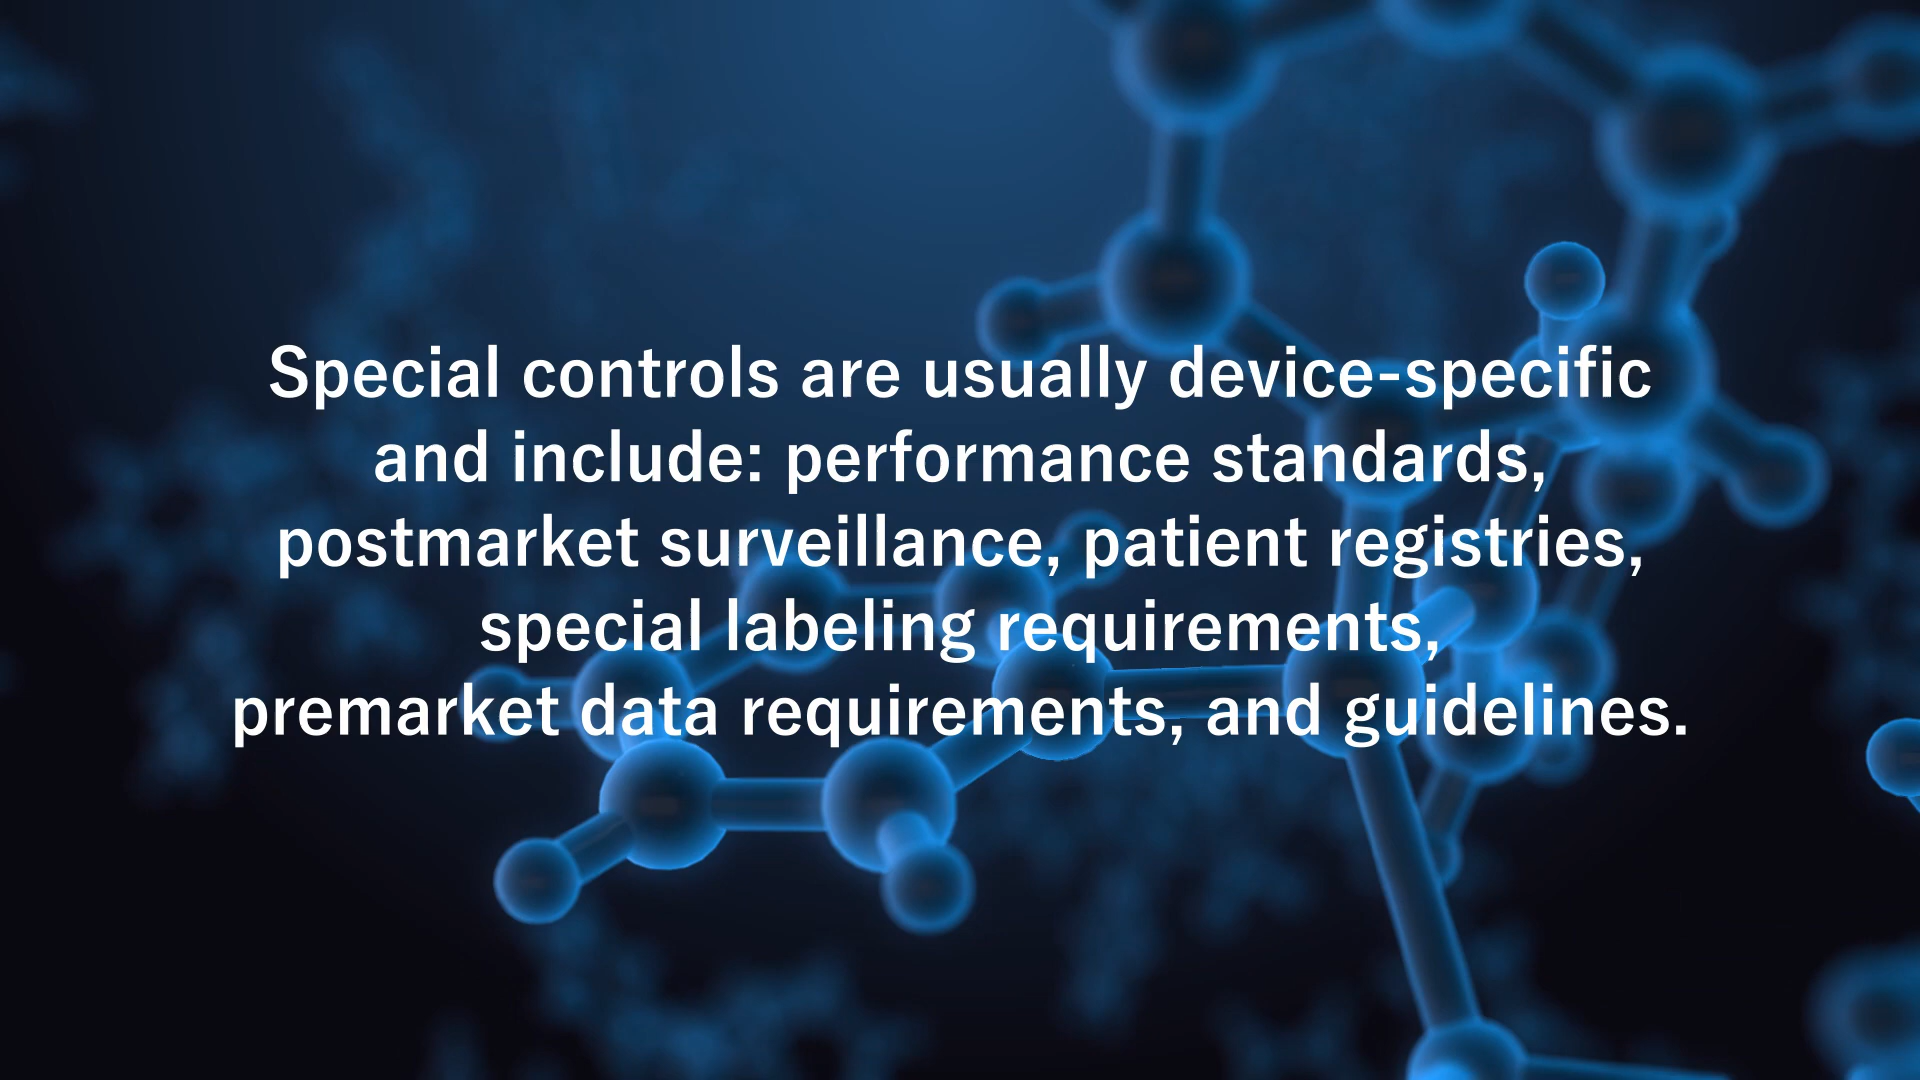 Special controls are usually device-specific
and include: performance standards,
postmarket surveillance, patient registries,
special labeling requirements,
premarket data requirements, and guidelines.